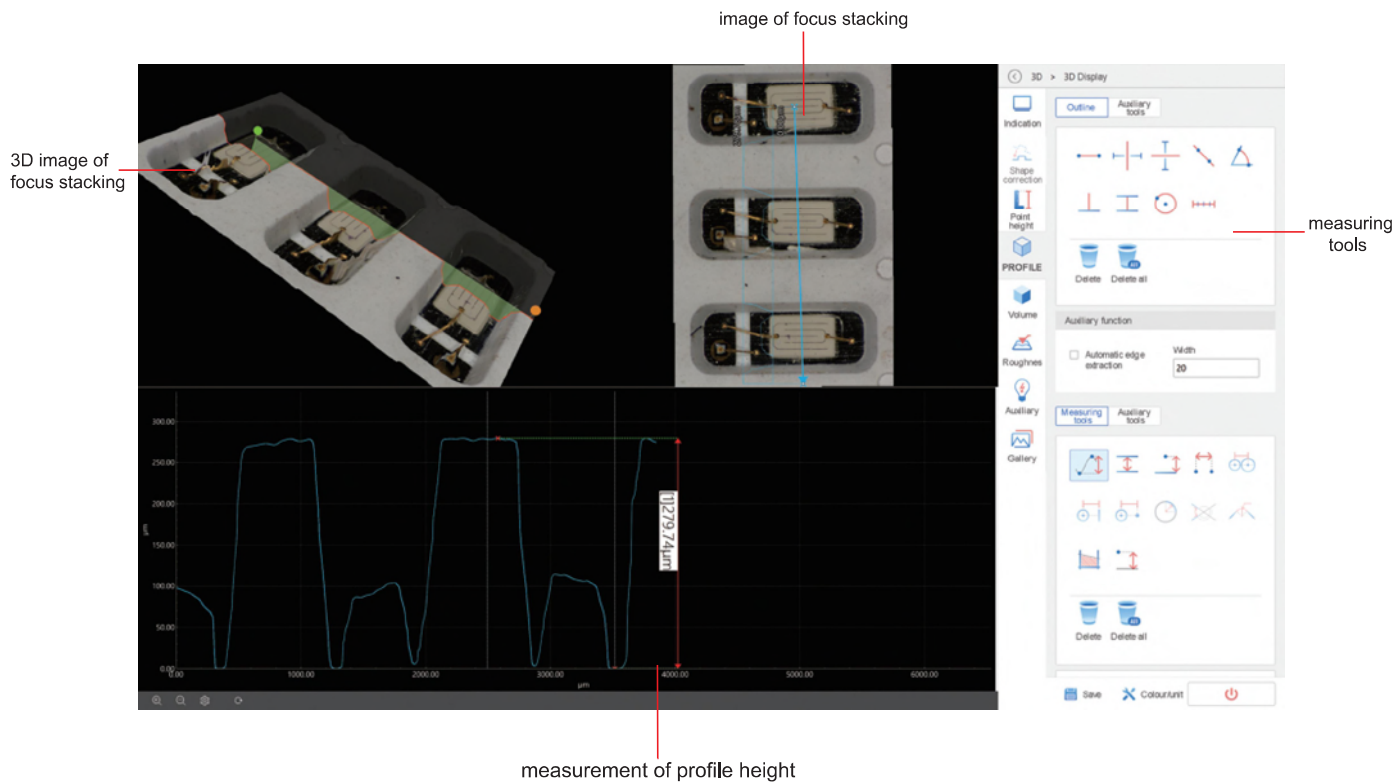 image of focus stacking
3D image of
focus stacking
measuring
tools
measurement of profile height
3D > 3D Display
Indication
Shape
correction
Point
height
PROFILE
Volume
Roughnes
Auxiliary
Gallery
Outline
Auxiliary
tools
Delete
Delete all
Auxiliary function
Automatic edge
extraction
Width
20
Measuring
tools
Auxiliary
tools
Delete
Delete all
Save
Colour/unit
300.00
250.00
200.00
150.00
100.00
50.00
0.00
µm
0.00
1000.00
2000.00
3000.00
4000.00
5000.00
6000.00
µm
[1]279.74µm